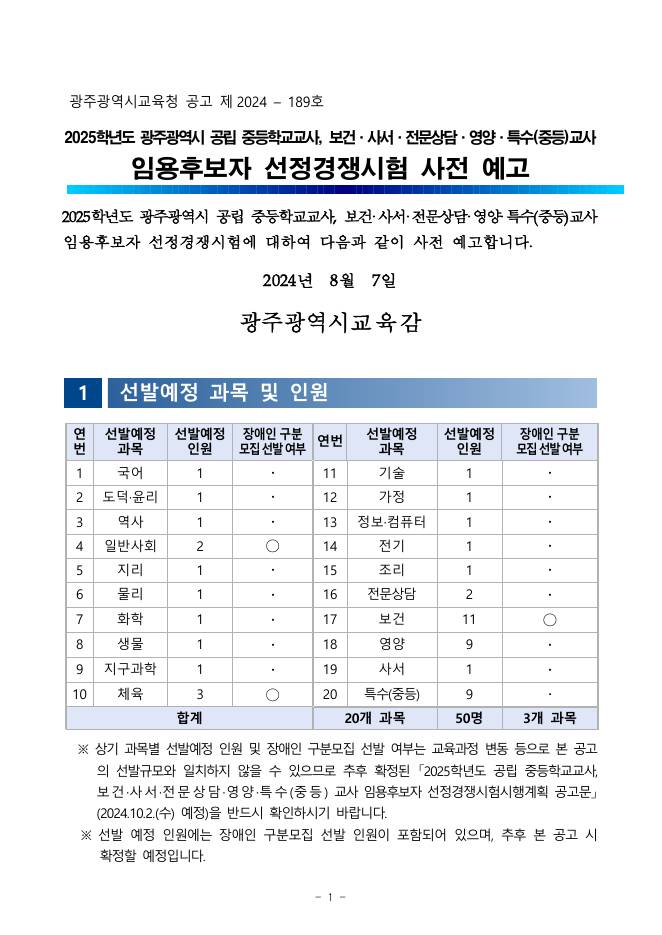 광주광역시교육청 공고 제 2024 – 189호
2025학년도 광주광역시 공립 중등학교교사, 보건·사서·전문상담·영양·특수(중등)교사
임용후보자 선정경쟁시험 사전 예고
2025학년도 광주광역시 공립 중등학교교사, 보건·사서·전문상담·영양·특수(중등)교사
임용후보자 선정경쟁시험에 대하여 다음과 같이 사전 예고합니다.
2024년 8월 7일
광주광역시교육감
1 선발예정 과목 및 인원
연번 선발예정 과목 선발예정 인원 장애인 구분 모집 선발 여부 연번 선발예정 과목 선발예정 인원 장애인 구분 모집 선발 여부
1 국어 1 · 11 기술 1 ·
2 도덕·윤리 1 · 12 가정 1 ·
3 역사 1 · 13 정보·컴퓨터 1 ·
4 일반사회 2 ○ 14 전기 1 ·
5 지리 1 · 15 조리 1 ·
6 물리 1 · 16 전문상담 2 ·
7 화학 1 · 17 보건 11 ○
8 생물 1 · 18 영양 9 ·
9 지구과학 1 · 19 사서 1 ·
10 체육 3 ○ 20 특수(중등) 9 ·
합계 20개 과목 50명 3개 과목
※ 상기 과목별 선발예정 인원 및 장애인 구분모집 선발 여부는 교육과정 변동 등으로 본 공고
의 선발규모와 일치하지 않을 수 있으므로 추후 확정된 「2025학년도 공립 중등학교교사,
보건·사서·전문상담·영양·특수(중등) 교사 임용후보자 선정경쟁시험시행계획 공고문」
(2024.10.2.(수) 예정)을 반드시 확인하시기 바랍니다.
※ 선발 예정 인원에는 장애인 구분모집 선발 인원이 포함되어 있으며, 추후 본 공고 시
확정할 예정입니다.
– 1 –